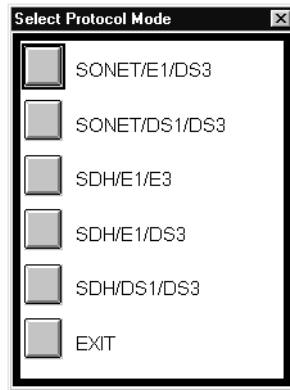 Select Protocol Mode
SONET/E1/DS3
SONET/DS1/DS3
SDH/E1/E3
SDH/E1/DS3
SDH/DS1/DS3
EXIT